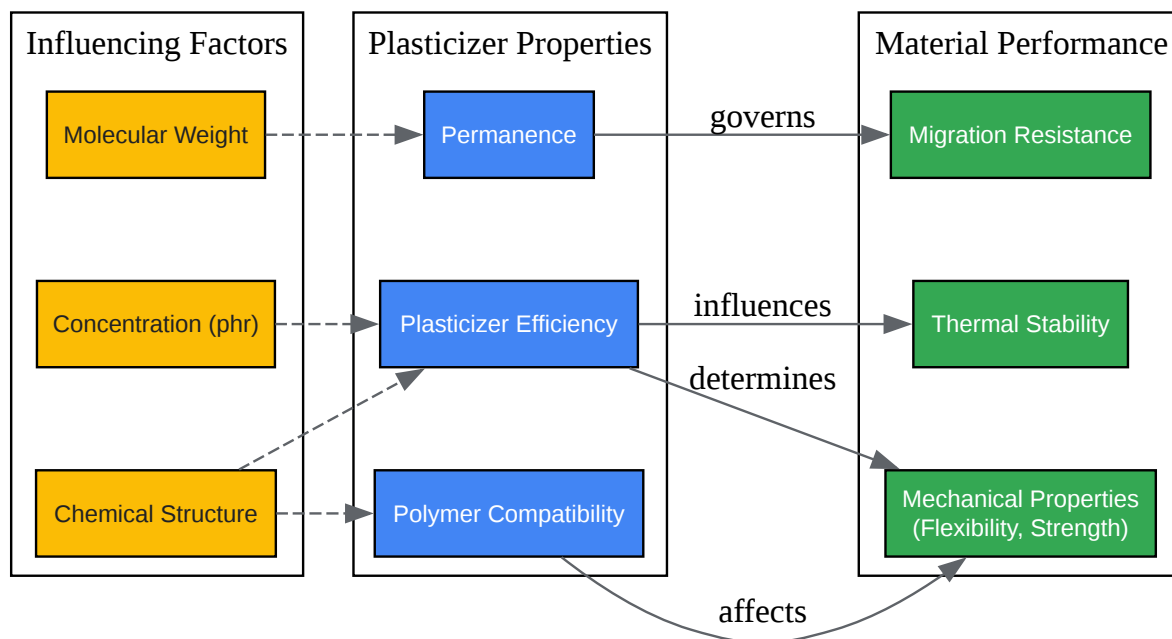 Influencing Factors
Plasticizer Properties
Material Performance
Molecular Weight
Permanence
governs
Migration Resistance
Concentration (phr)
Plasticizer Efficiency
influences
Thermal Stability
determines
Chemical Structure
Polymer Compatibility
Mechanical Properties
(Flexibility, Strength)
affects